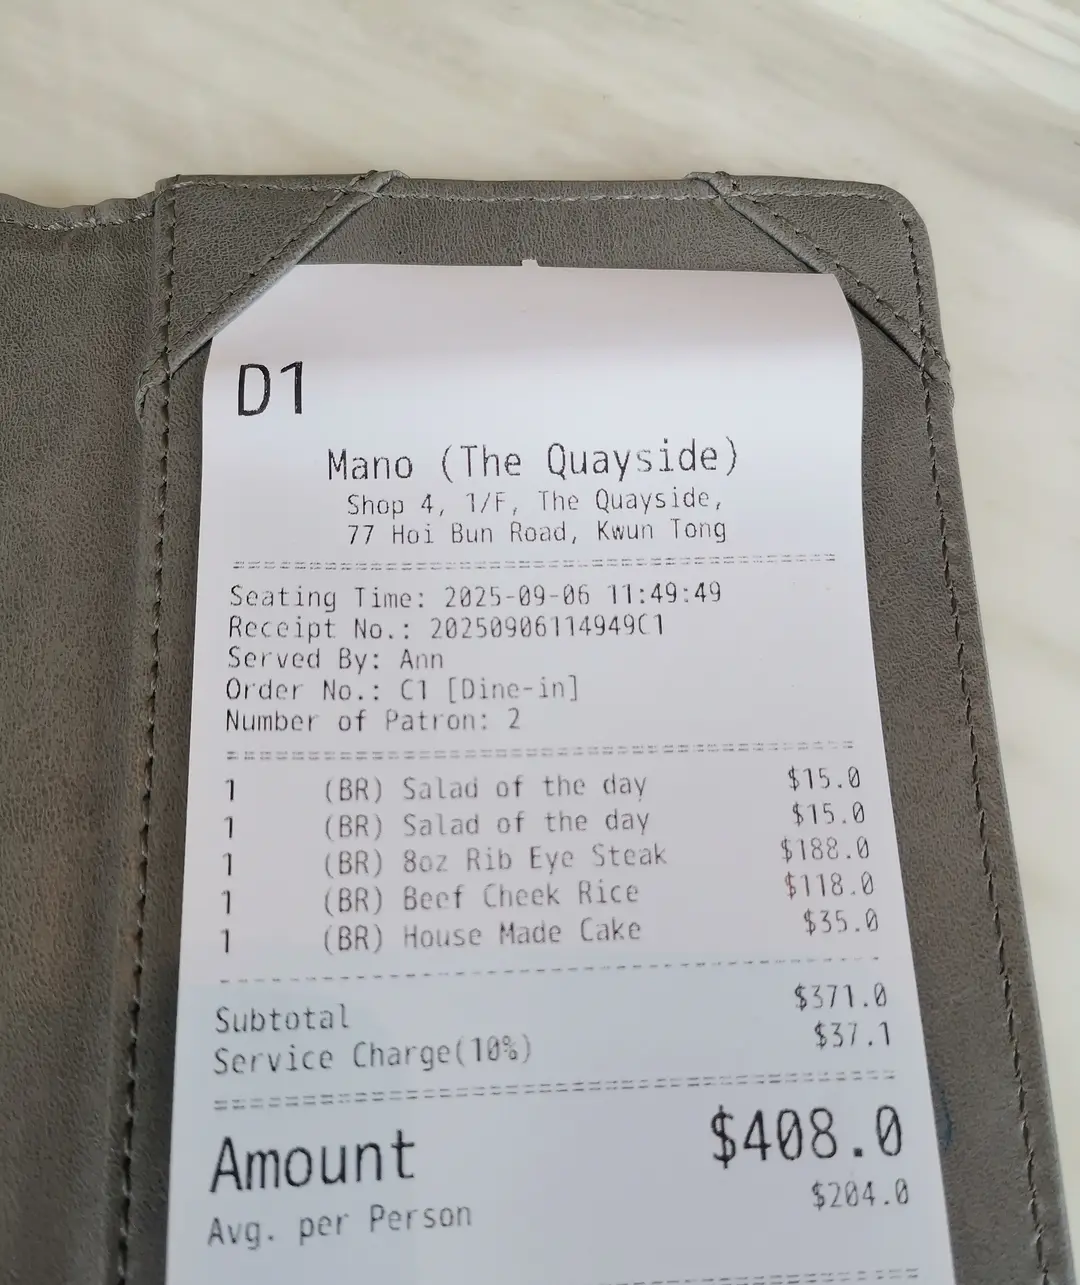 D1
Mano (The Quayside)
Shop 4, 1/F, The Quayside,
77 Hoi Bun Road, Kwun Tong
Seating Time: 2025-09-06 11:49:49
Receipt No.: 20250906114949C1
Served By: Ann
Order No.: C1 [Dine-in]
Number of Patron: 2
1 (BR) Salad of the day $15.0
1 (BR) Salad of the day $15.0
1 (BR) 8oz Rib Eye Steak $188.0
1 (BR) Beef Cheek Rice $118.0
1 (BR) House Made Cake $35.0
Subtotal $371.0
Service Charge(10%) $37.1
Amount $408.0
Avg. per Person $204.0